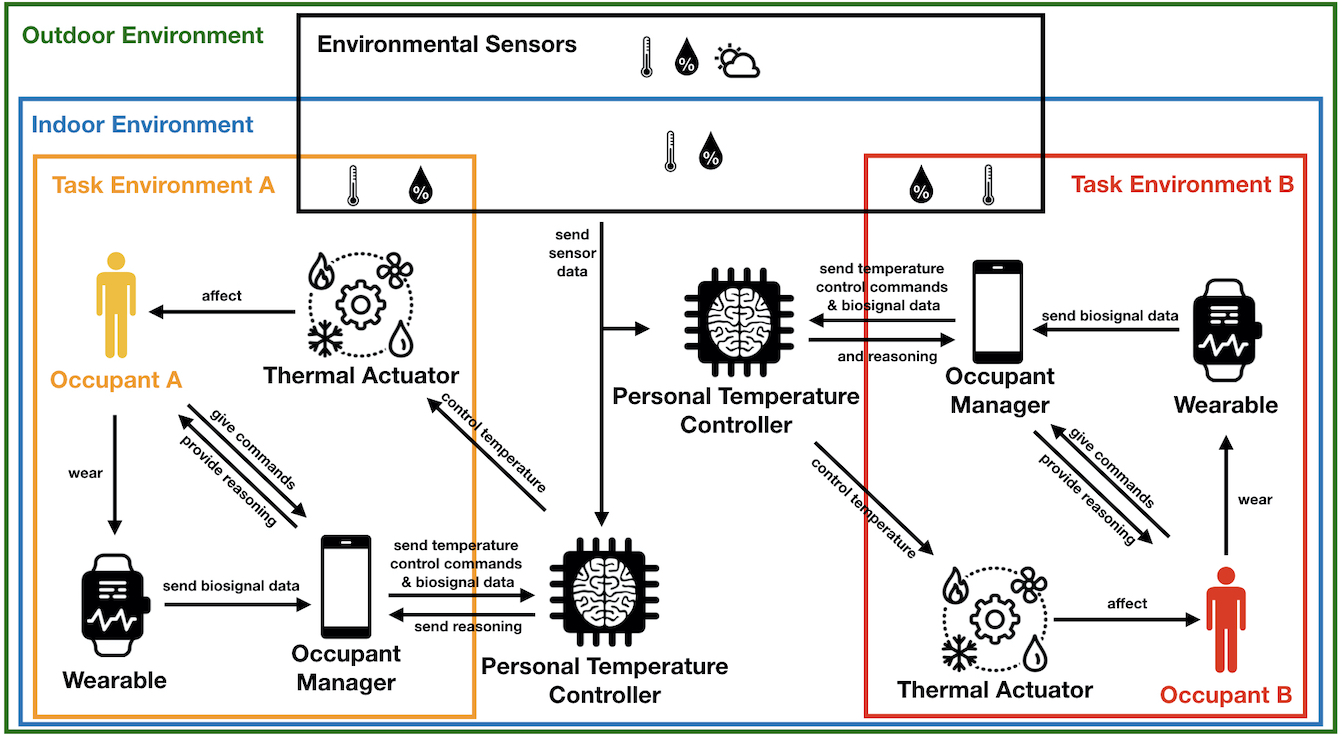 Outdoor Environment
Environmental Sensors
%
Indoor Environment
%
Task Environment A
%
%
Task Environment B
send
sensor
data
affect
Occupant A
Thermal Actuator
wear
give commands
provide reasoning
control temperature
send biosignal data
Wearable
Occupant
Manager
send temperature
control commands
& biosignal data
send reasoning
Personal Temperature
Controller
Personal Temperature
Controller
send temperature
control commands
& biosignal data
and reasoning
Occupant
Manager
send biosignal data
Wearable
control temperature
give commands
provide reasoning
wear
affect
Thermal Actuator
Occupant B